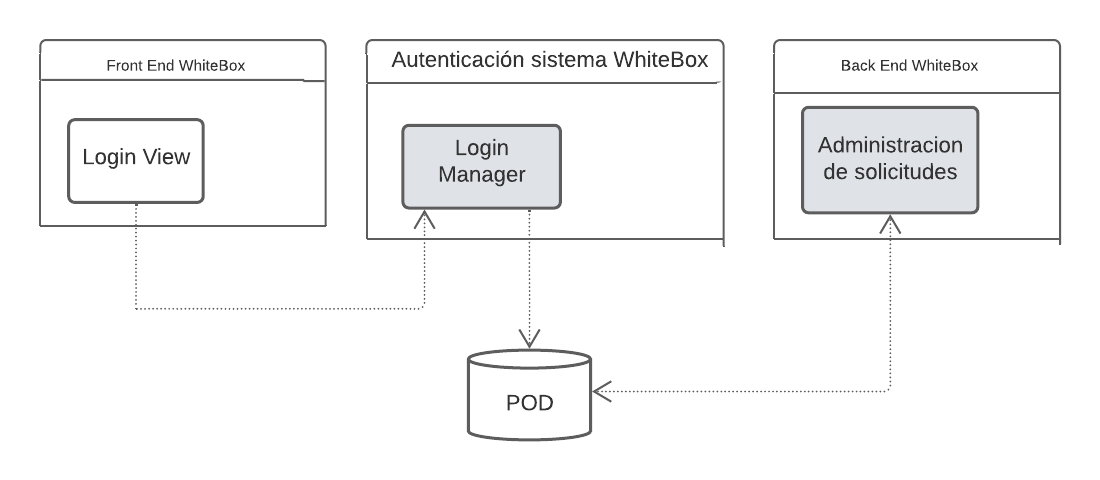 Front End WhiteBox
Login View
Autenticación sistema WhiteBox
Login
Manager
Back End WhiteBox
Administracion
de solicitudes
POD